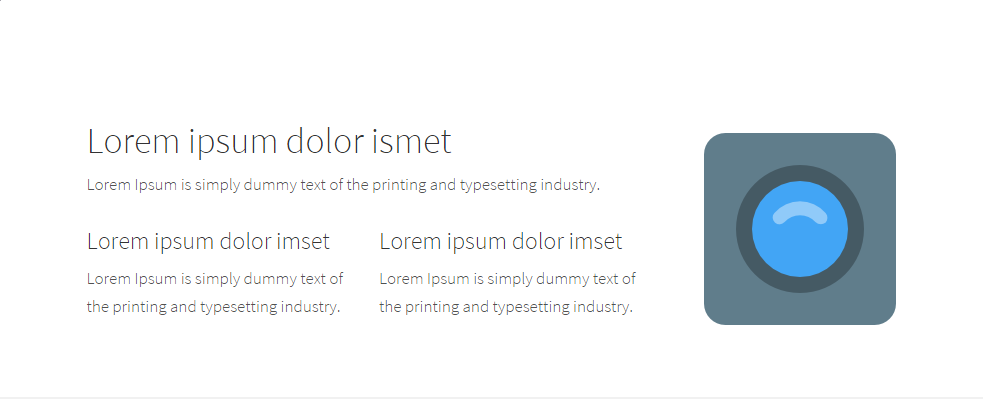 Lorem ipsum dolor ismet
Lorem Ipsum is simply dummy text of the printing and typesetting industry.
Lorem ipsum dolor imset
Lorem Ipsum is simply dummy text of
the printing and typesetting industry.
Lorem ipsum dolor imset
Lorem Ipsum is simply dummy text of
the printing and typesetting industry.